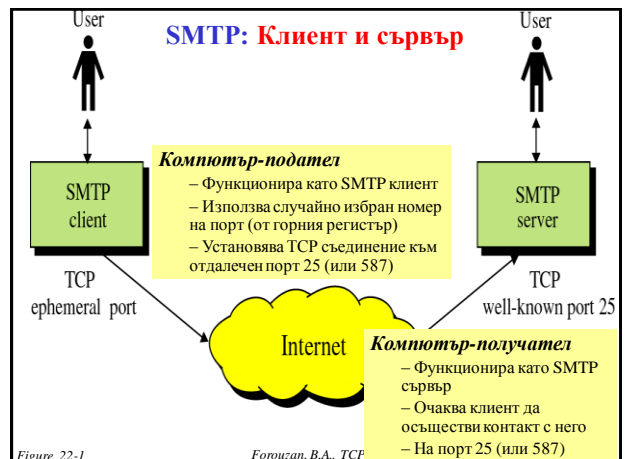 User
SMTP: Клиент и сървър
User
Компютър-подател
– Функционира като SMTP клиент
– Използва случайно избран номер
на порт (от горния регистър)
– Установява TCP съединение към
отдалечен порт 25 (или 587)
SMTP
client
SMTP
server
TCP
ephemeral port
TCP
well-known port 25
Internet
Компютър-получател
– Функционира като SMTP
сървър
– Очаква клиент да
осъществи контакт с него
– На порт 25 (или 587)
Figure 22-1
Forouzan, B.A., TCP